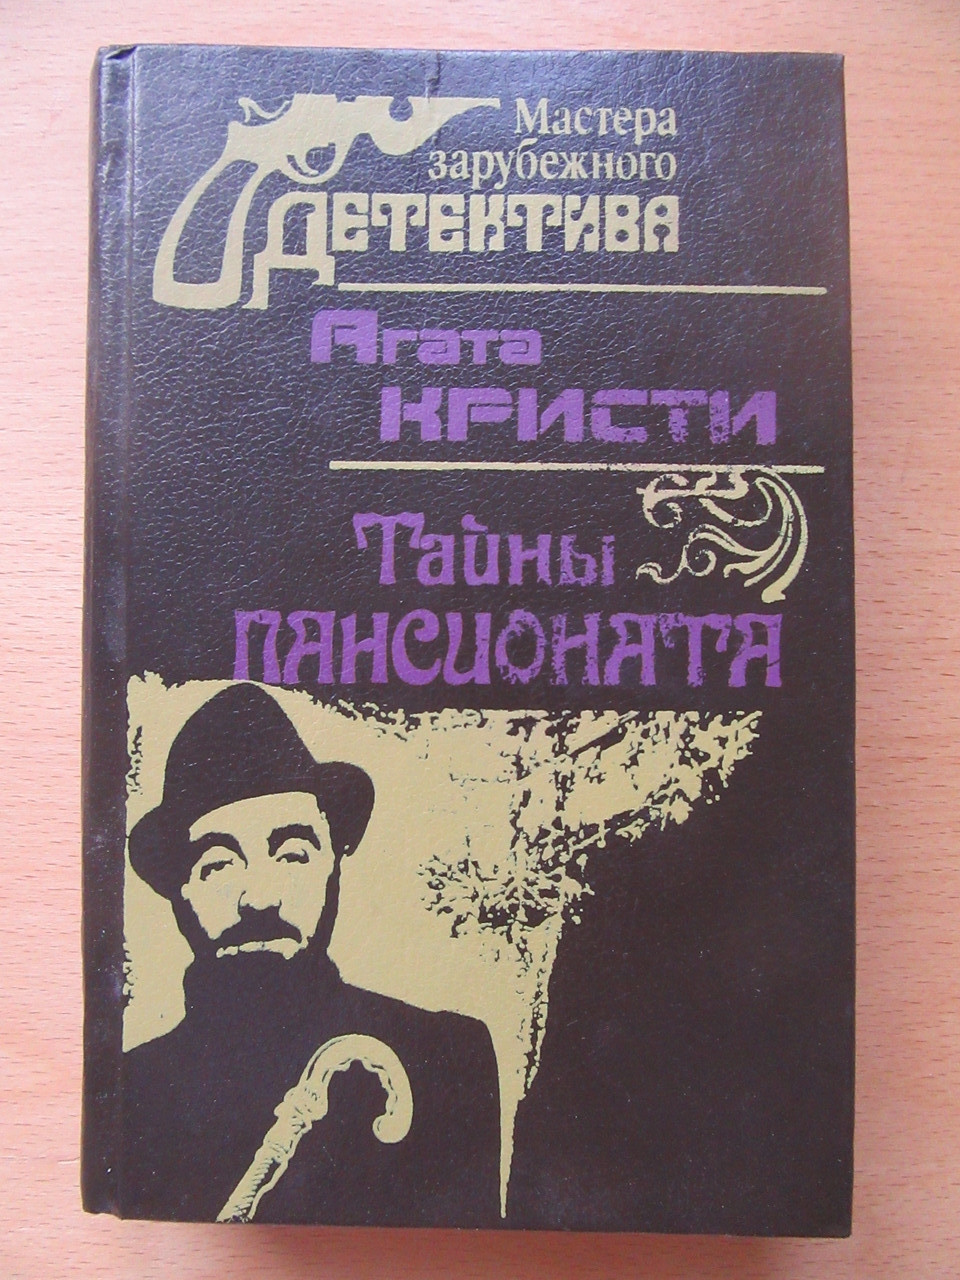 Мастера
зарубежного
ДЕТЕКТИВА
Агата
КРИСТИ
Тайны
ПАНСИОНАТА